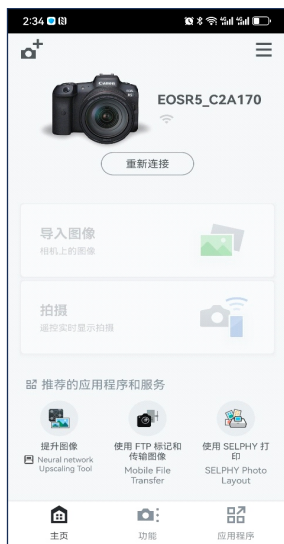 2:34
EOSR5_C2A170
重新连接
导入图像
相机上的图像
拍摄
遥控实时显示拍摄
推荐的应用程序和服务
提升图像
Neural network
Upscaling Tool
使用 FTP 标记和
传输图像
Mobile File
Transfer
使用 SELPHY 打
印
SELPHY Photo
Layout
主页
功能
应用程序